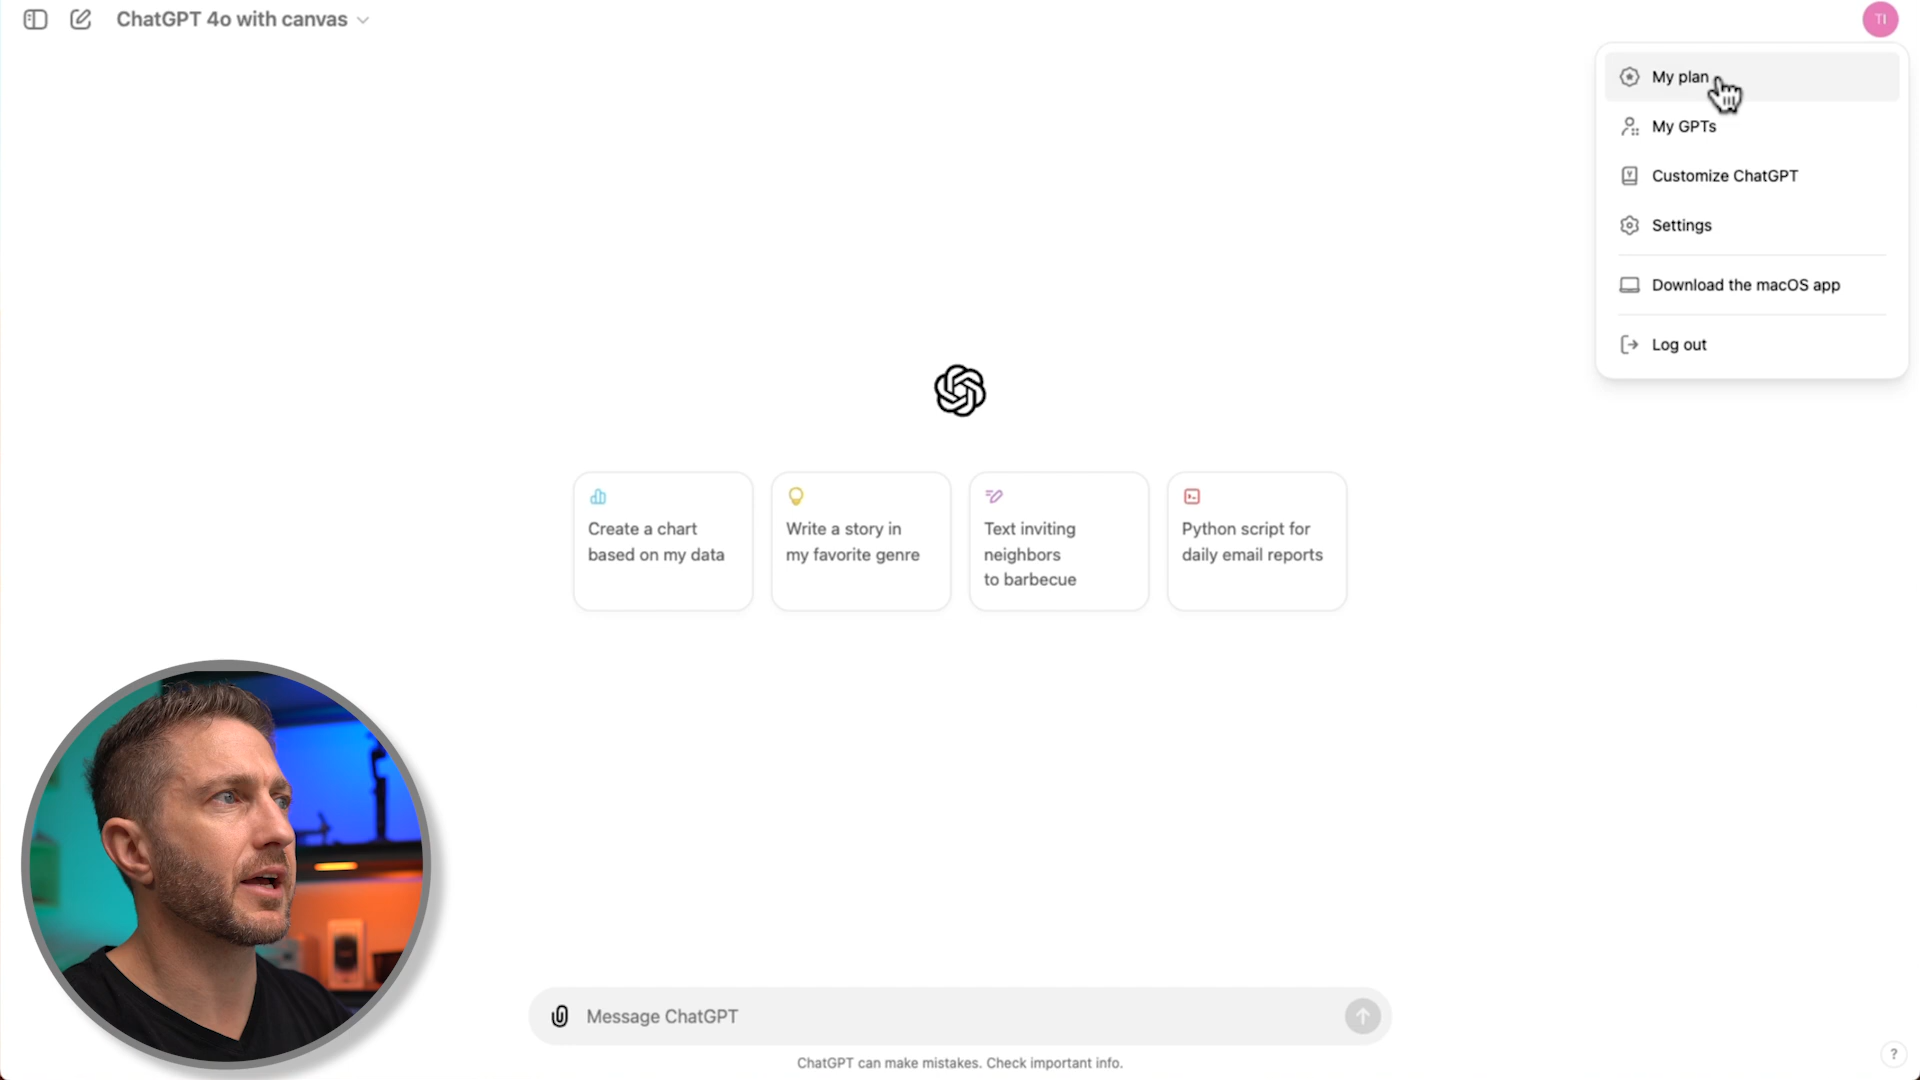 ChatGPT 4o with canvas
TI
My plan
My GPTs
Customize ChatGPT
Settings
Download the macOS app
Log out
Create a chart
based on my data
Write a story in
my favorite genre
Text inviting
neighbors
to barbecue
Python script for
daily email reports
Message ChatGPT
ChatGPT can make mistakes. Check important info.
?